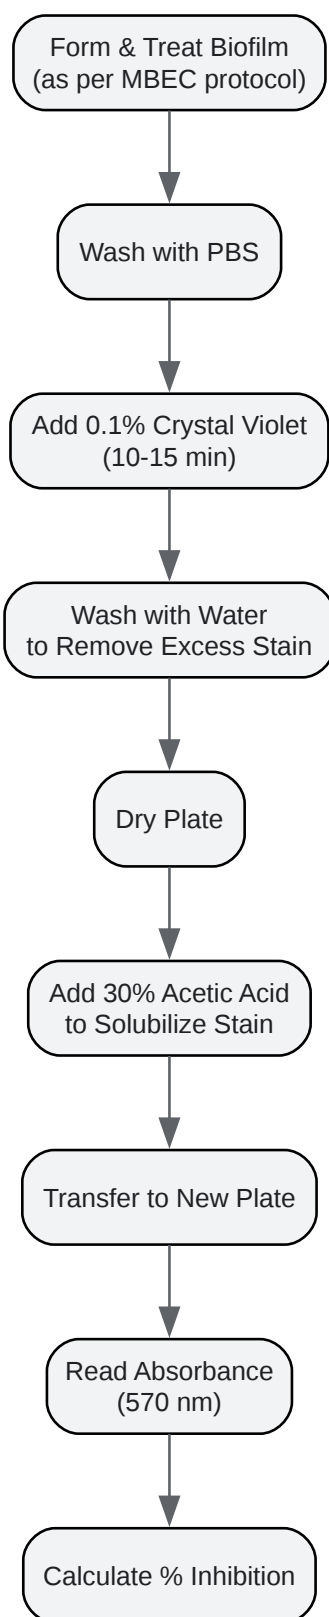 Form & Treat Biofilm
(as per MBEC protocol)
Wash with PBS
Add 0.1% Crystal Violet
(10-15 min)
Wash with Water
to Remove Excess Stain
Dry Plate
Add 30% Acetic Acid
to Solubilize Stain
Transfer to New Plate
Read Absorbance
(570 nm)
Calculate % Inhibition